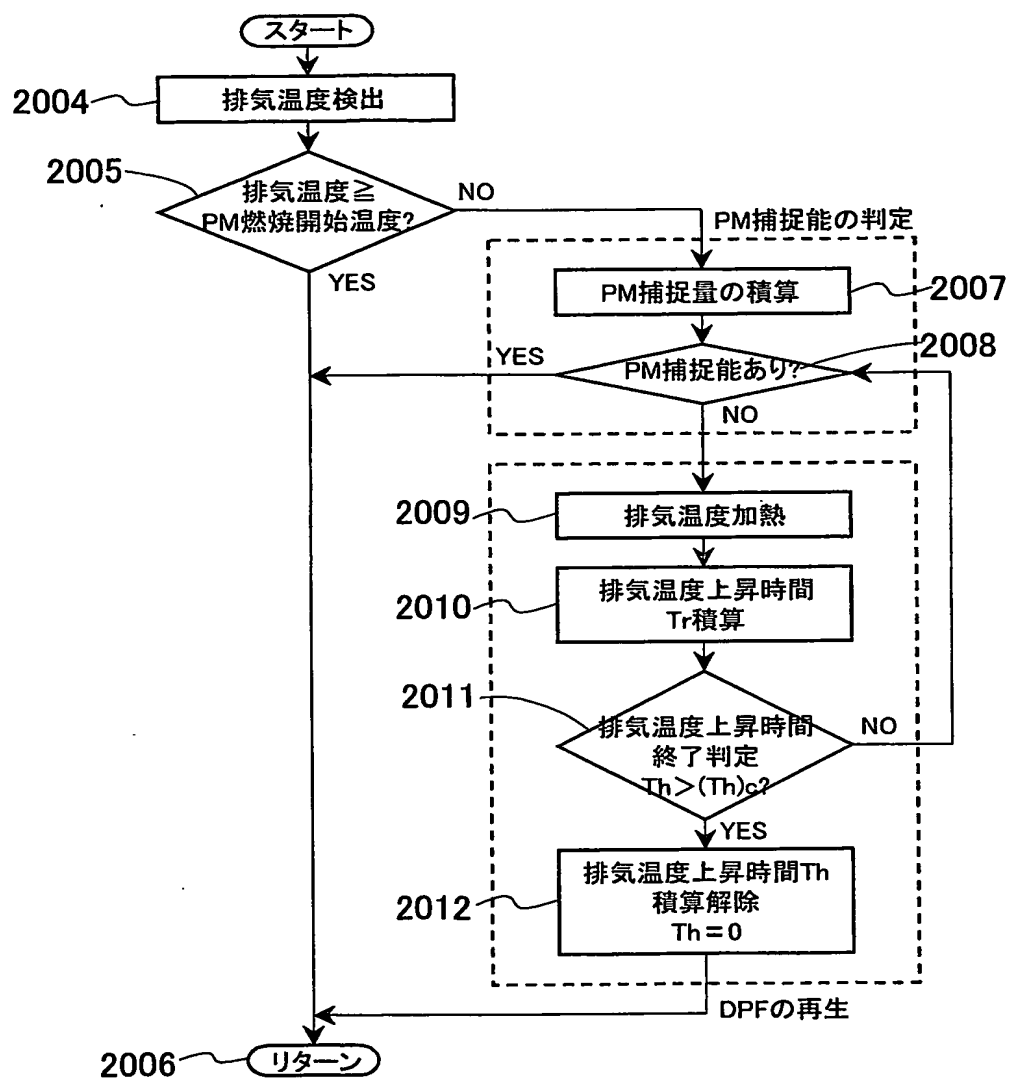 スタート
2004
排気温度検出
2005
排気温度≧
PM燃焼開始温度?
NO
YES
PM捕捉能の判定
PM捕捉量の積算
2007
PM捕捉能あり?
2008
YES
NO
2009
排気温度加熱
2010
排気温度上昇時間
Tr積算
2011
排気温度上昇時間
終了判定
Th＞(Th)c?
NO
YES
2012
排気温度上昇時間Th
積算解除
Th＝0
DPFの再生
2006
リターン